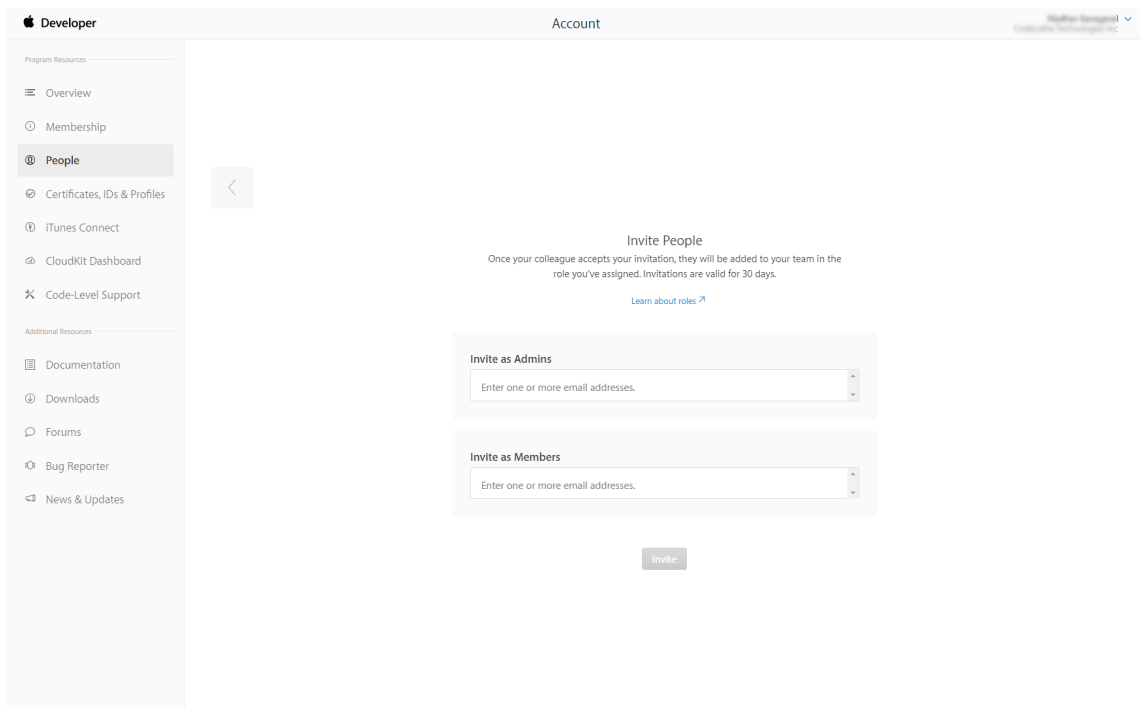 Developer
Account
Program Resources
Overview
Membership
People
Certificates, IDs & Profiles
iTunes Connect
CloudKit Dashboard
Code-Level Support
Additional Resources
Documentation
Downloads
Forums
Bug Reporter
News & Updates
Invite People
Once your colleague accepts your invitation, they will be added to your team in the
role you've assigned. Invitations are valid for 30 days.
Learn about roles
Invite as Admins
Enter one or more email addresses.
Invite as Members
Enter one or more email addresses.
Invite